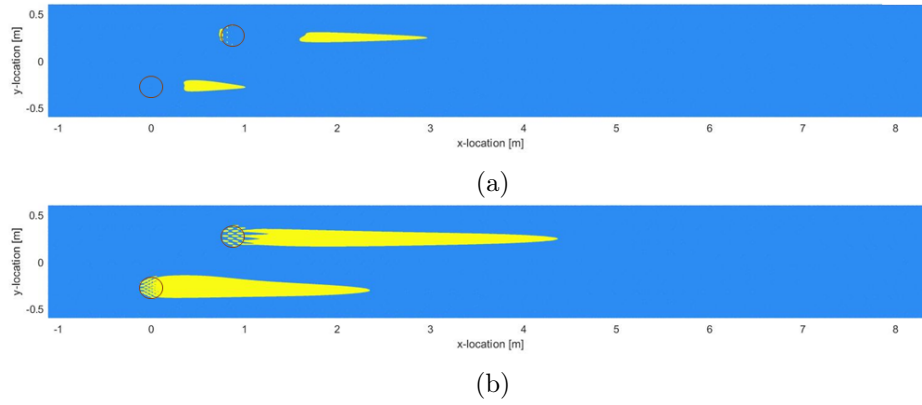 0.5
0
-0.5
y-location [m]
-1 0 1 2 3 4 5 6 7 8
x-location [m]
(a)
0.5
0
-0.5
y-location [m]
-1 0 1 2 3 4 5 6 7 8
x-location [m]
(b)